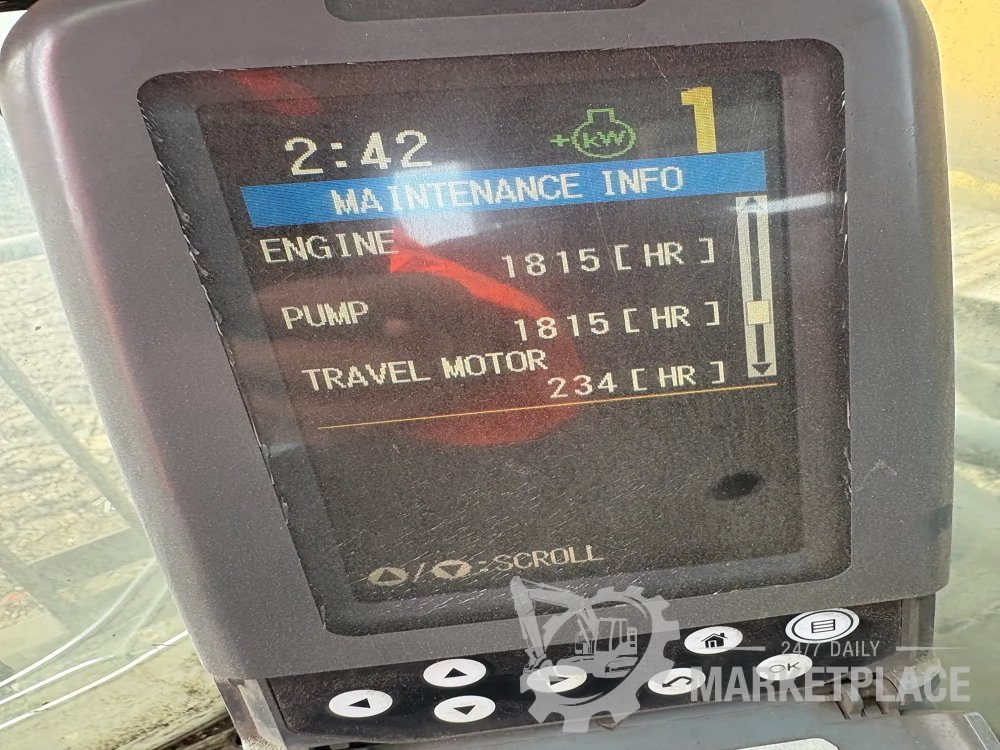 2:42
+kW
1
MAINTENANCE INFO
ENGINE
1815[ HR ]
PUMP
1815[ HR ]
TRAVEL MOTOR
234[ HR ]
▲/▼:SCROLL
OK
24/7 DAILY
MARKETPLACE